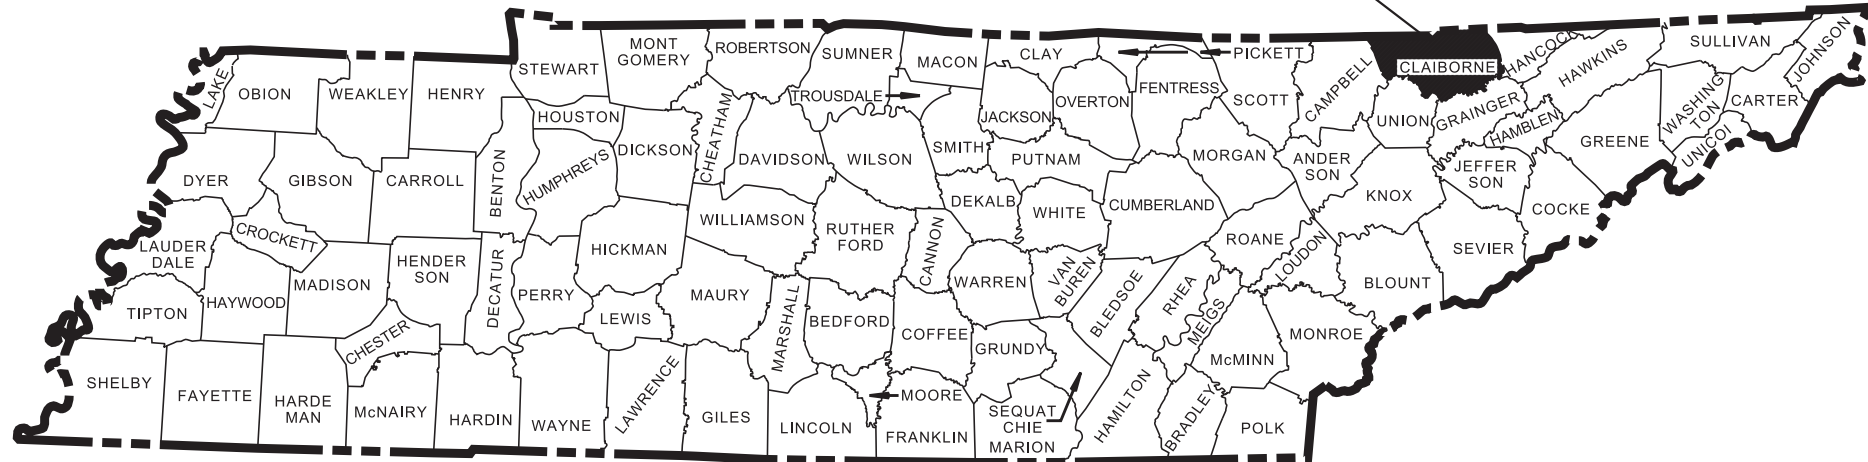 LAKE
OBION
WEAKLEY
HENRY
STEWART
MONT
GOMERY
ROBERTSON
SUMNER
MACON
CLAY
PICKETT
CLAIBORNE
HANCOCK
HAWKINS
SULLIVAN
JOHNSON
TROUSDALE
HOUSTON
CHEATHAM
JACKSON
OVERTON
FENTRESS
SCOTT
CAMPBELL
UNION
GRAINGER
HAMBLEN
WASHING
TON
CARTER
UNICOI
GREENE
DYER
GIBSON
CARROLL
BENTON
HUMPHREYS
DICKSON
DAVIDSON
WILSON
SMITH
PUTNAM
MORGAN
ANDER
SON
KNOX
JEFFER
SON
COCKE
LAUDER
DALE
CROCKETT
MADISON
HENDER
SON
DECATUR
PERRY
HICKMAN
WILLIAMSON
RUTHER
FORD
CANNON
DEKALB
WHITE
CUMBERLAND
ROANE
LOUDON
BLOUNT
SEVIER
TIPTON
HAYWOOD
CHESTER
LEWIS
MAURY
MARSHALL
BEDFORD
COFFEE
WARREN
VAN
BUREN
BLEDSOE
RHEA
MEIGS
McMINN
MONROE
SHELBY
FAYETTE
HARDE
MAN
McNAIRY
HARDIN
WAYNE
LAWRENCE
GILES
LINCOLN
MOORE
FRANKLIN
GRUNDY
SEQUAT
CHIE
MARION
HAMILTON
BRADLEY
POLK